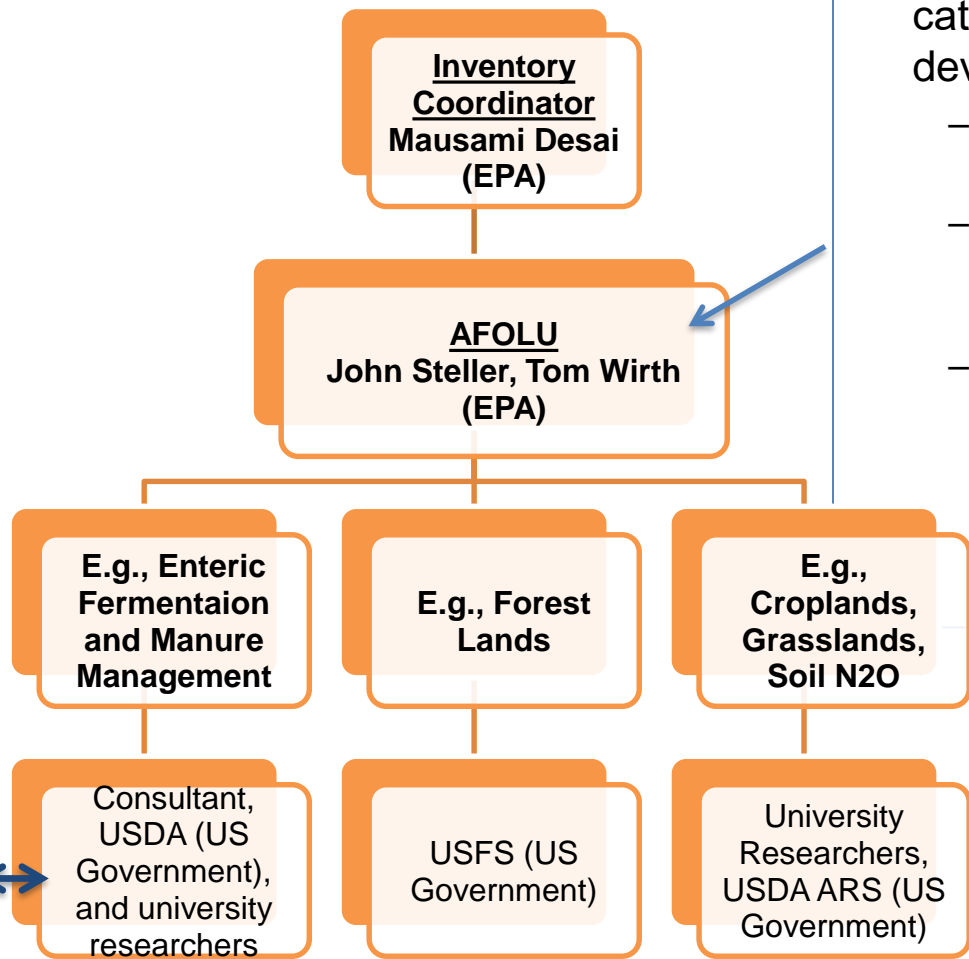 cat
dev
–
–
–
Inventory
Coordinator
Mausami Desai
(EPA)
AFOLU
John Steller, Tom Wirth
(EPA)
E.g., Enteric
Fermentaion
and Manure
Management
E.g., Forest
Lands
E.g.,
Croplands,
Grasslands,
Soil N2O
Consultant,
USDA (US
Government),
and university
researchers
USFS (US
Government)
University
Researchers,
USDA ARS (US
Government)